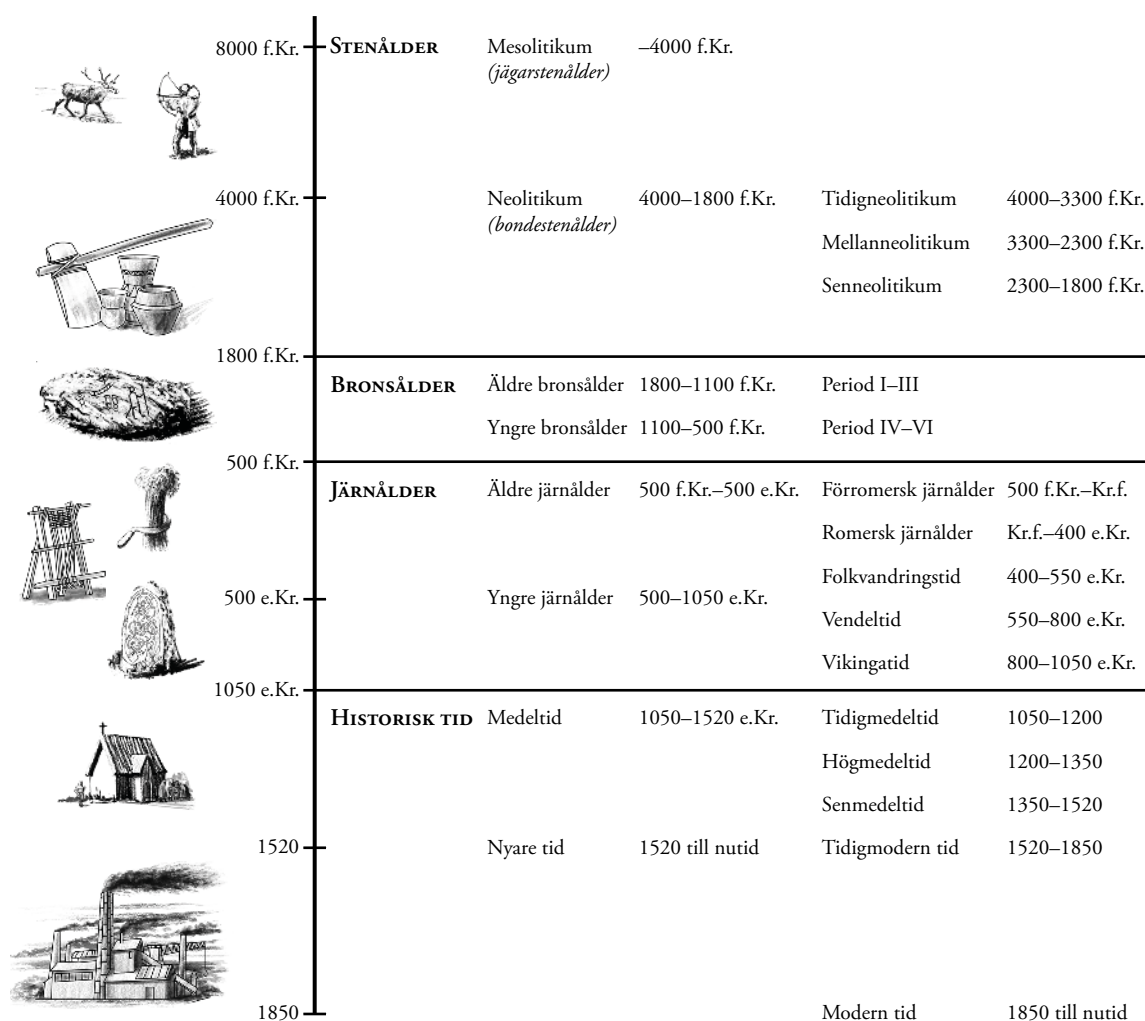 8000 f.Kr. STENÅLDER Mesolitikum –4000 f.Kr.
(jägarstenålder)
4000 f.Kr. Neolitikum 4000–1800 f.Kr. Tidigneolitikum 4000–3300 f.Kr.
(bondestenålder)
Mellanneolitikum 3300–2300 f.Kr.
Senneolitikum 2300–1800 f.Kr.
1800 f.Kr.
BRONSÅLDER Äldre bronsålder 1800–1100 f.Kr. Period I–III
Yngre bronsålder 1100–500 f.Kr. Period IV–VI
500 f.Kr.
JÄRNÅLDER Äldre järnålder 500 f.Kr.–500 e.Kr. Förromersk järnålder 500 f.Kr.–Kr.f.
Romersk järnålder Kr.f.–400 e.Kr.
Folkvandringstid 400–550 e.Kr.
500 e.Kr. Yngre järnålder 500–1050 e.Kr.
Vendeltid 550–800 e.Kr.
Vikingatid 800–1050 e.Kr.
1050 e.Kr.
HISTORISK TID Medeltid 1050–1520 e.Kr. Tidigmedeltid 1050–1200
Högmedeltid 1200–1350
Senmedeltid 1350–1520
1520 Nyare tid 1520 till nutid Tidigmodern tid 1520–1850
1850 Modern tid 1850 till nutid